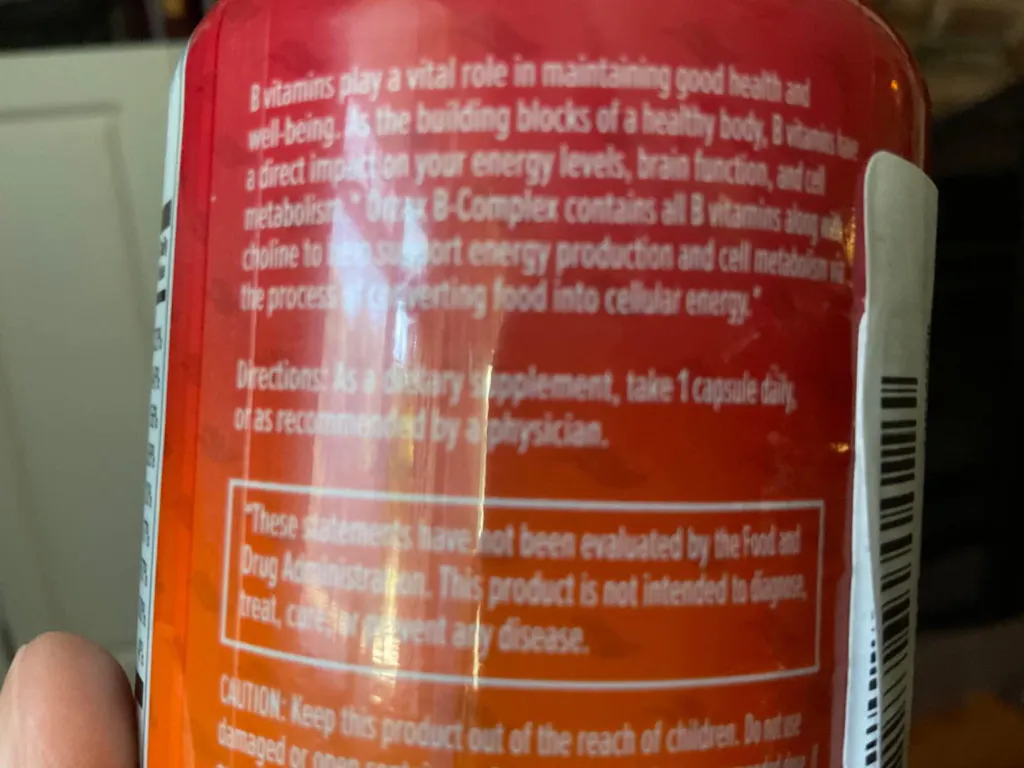 B vitamins play a vital role in maintaining good health and
well-being. As the building blocks of a healthy body, B vitamins have
a direct impact on your energy levels, brain function, and cell
metabolism.* B-Complex contains all B vitamins along with
choline to help support energy production and cell metabolism via
the process of converting food into cellular energy.*
Directions: As a dietary supplement, take 1 capsule daily,
or as recommended by a physician.
*These statements have not been evaluated by the Food and
Drug Administration. This product is not intended to diagnose,
treat, cure, or prevent any disease.
CAUTION: Keep this product out of the reach of children. Do not use
damaged or open